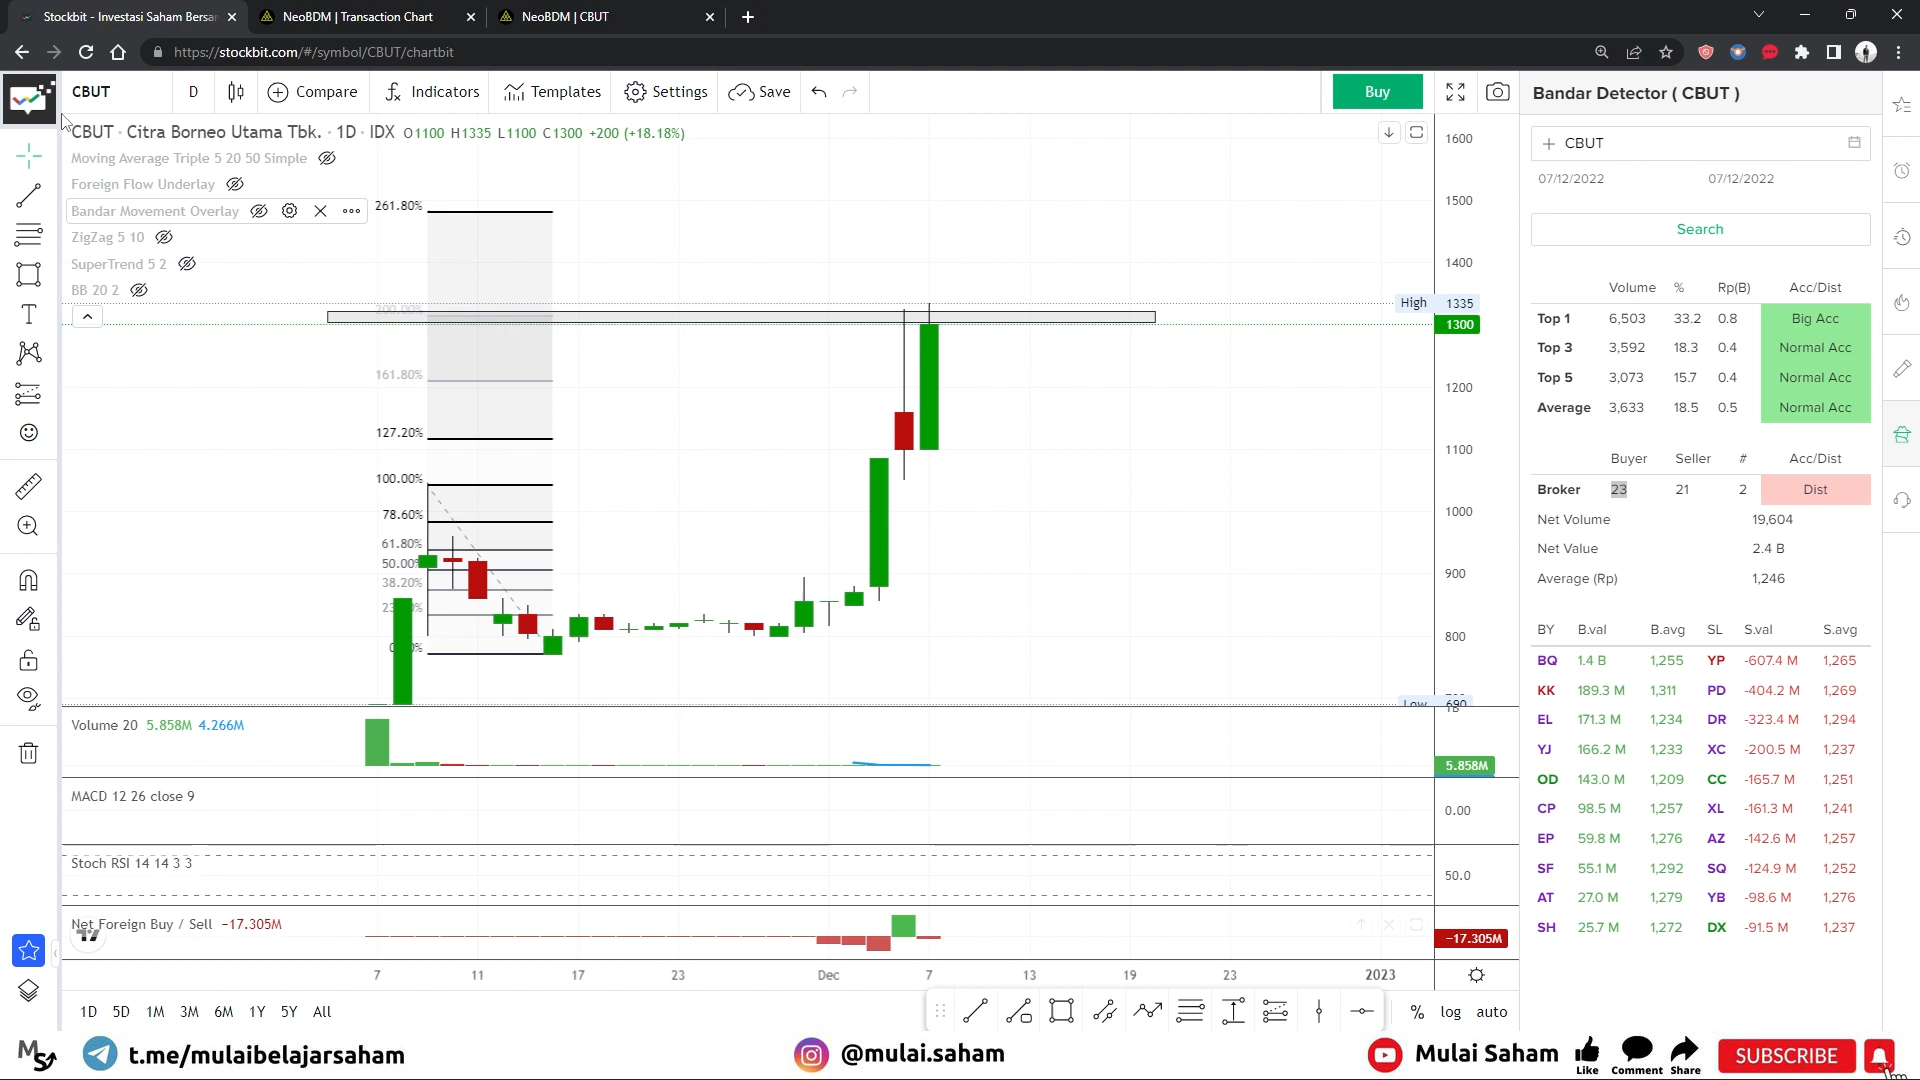 Stockbit - Investasi Saham Bersa
NeoBDM | Transaction Chart
NeoBDM | CBUT
https://stockbit.com/#/symbol/CBUT/chartbit
CBUT D Compare Indicators Templates Settings Save Buy
CBUT · Citra Borneo Utama Tbk. · 1D · IDX O1100 H1335 L1100 C1300 +200 (+18.18%)
Moving Average Triple 5 20 50 Simple
Foreign Flow Underlay
Bandar Movement Overlay
ZigZag 5 10
SuperTrend 5 2
BB 20 2
261.80%
200.00%
161.80%
127.20%
100.00%
78.60%
61.80%
50.00%
38.20%
1600
1500
1400
High 1335
1300
1200
1100
1000
900
800
Low 690
1B
Volume 20 5.858M 4.266M
5.858M
MACD 12 26 close 9
0.00
Stoch RSI 14 14 3 3
50.0
Net Foreign Buy / Sell -17.305M
-17.305M
7 11 17 23 Dec 7 13 19 23 2023
1D 5D 1M 3M 6M 1Y 5Y All
% log auto
Bandar Detector ( CBUT )
CBUT
07/12/2022 07/12/2022
Search
Volume % Rp(B) Acc/Dist
Top 1 6,503 33.2 0.8 Big Acc
Top 3 3,592 18.3 0.4 Normal Acc
Top 5 3,073 15.7 0.4 Normal Acc
Average 3,633 18.5 0.5 Normal Acc
Buyer Seller # Acc/Dist
Broker 23 21 2 Dist
Net Volume 19,604
Net Value 2.4 B
Average (Rp) 1,246
BY B.val B.avg SL S.val S.avg
BQ 1.4 B 1,255 YP -607.4 M 1,265
KK 189.3 M 1,311 PD -404.2 M 1,269
EL 171.3 M 1,234 DR -323.4 M 1,294
YJ 166.2 M 1,233 XC -200.5 M 1,237
OD 143.0 M 1,209 CC -165.7 M 1,251
CP 98.5 M 1,257 XL -161.3 M 1,241
EP 59.8 M 1,276 AZ -142.6 M 1,257
SF 55.1 M 1,292 SQ -124.9 M 1,252
AT 27.0 M 1,279 YB -98.6 M 1,276
SH 25.7 M 1,272 DX -91.5 M 1,237
MS t.me/mulaibelajarsaham
@mulai.saham
Mulai Saham
Like Comment Share
SUBSCRIBE